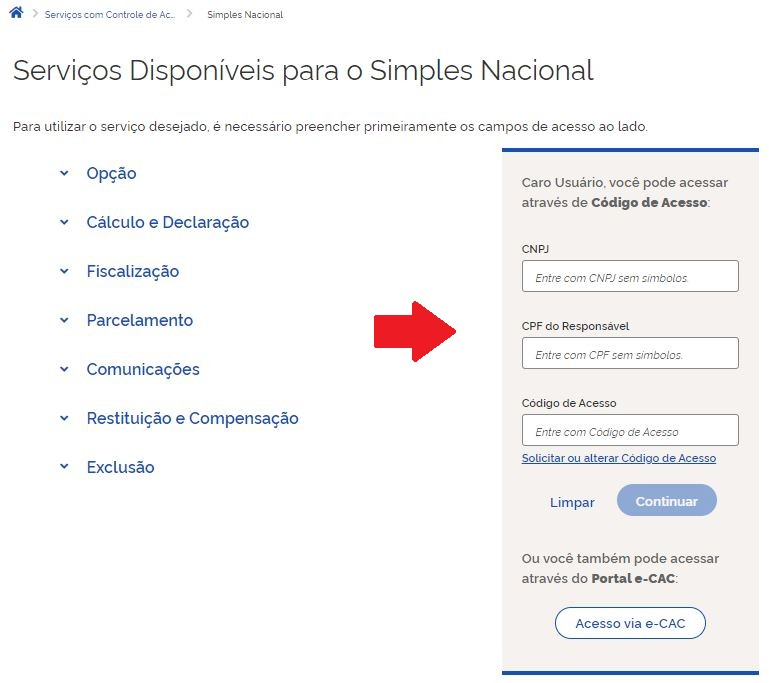 Serviços com Controle de Ac... Simples Nacional
Serviços Disponíveis para o Simples Nacional
Para utilizar o serviço desejado, é necessário preencher primeiramente os campos de acesso ao lado.
Opção
Cálculo e Declaração
Fiscalização
Parcelamento
Comunicações
Restituição e Compensação
Exclusão
Caro Usuário, você pode acessar
através de Código de Acesso:
CNPJ
Entre com CNPJ sem símbolos.
CPF do Responsável
Entre com CPF sem símbolos.
Código de Acesso
Entre com Código de Acesso
Solicitar ou alterar Código de Acesso
Limpar Continuar
Ou você também pode acessar
através do Portal e-CAC:
Acesso via e-CAC